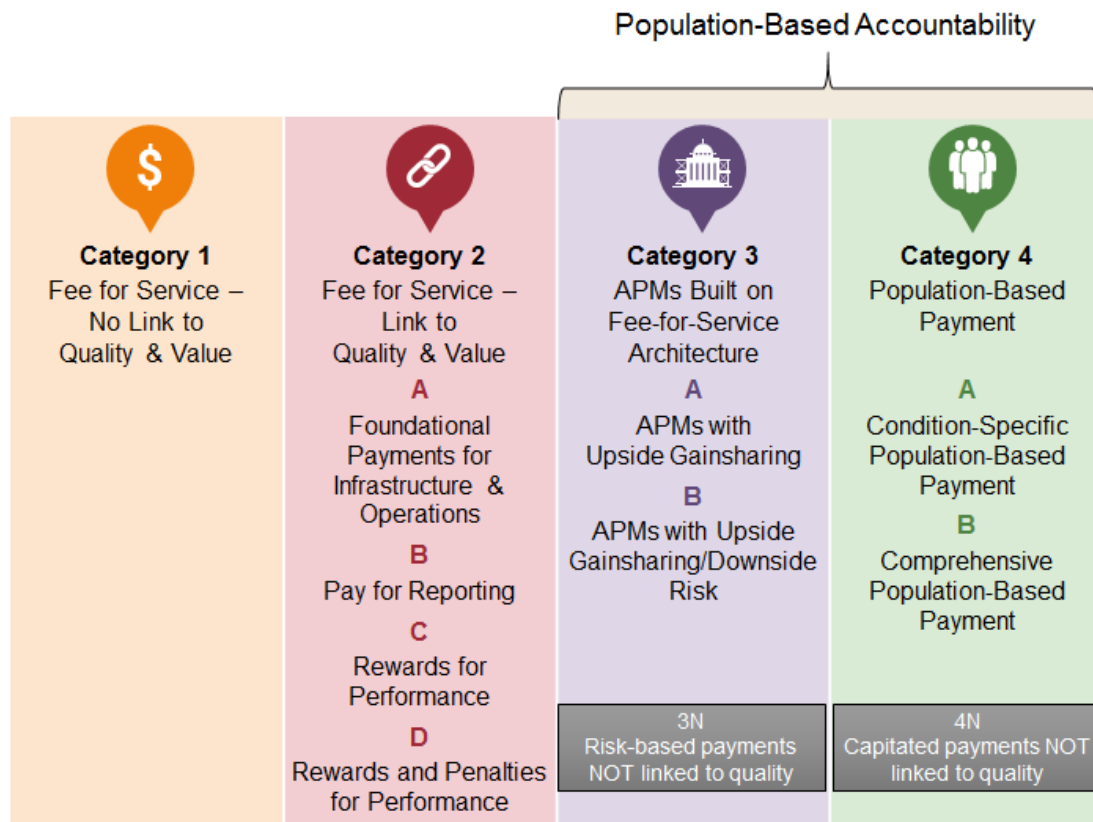 Population-Based Accountability
$
Category 1
Fee for Service –
No Link to
Quality & Value
Category 2
Fee for Service –
Link to
Quality & Value
A
Foundational
Payments for
Infrastructure &
Operations
B
Pay for Reporting
C
Rewards for
Performance
D
Rewards and Penalties
for Performance
Category 3
APMs Built on
Fee-for-Service
Architecture
A
APMs with
Upside Gainsharing
B
APMs with Upside
Gainsharing/Downside
Risk
3N
Risk-based payments
NOT linked to quality
Category 4
Population-Based
Payment
A
Condition-Specific
Population-Based
Payment
B
Comprehensive
Population-Based
Payment
4N
Capitated payments NOT
linked to quality